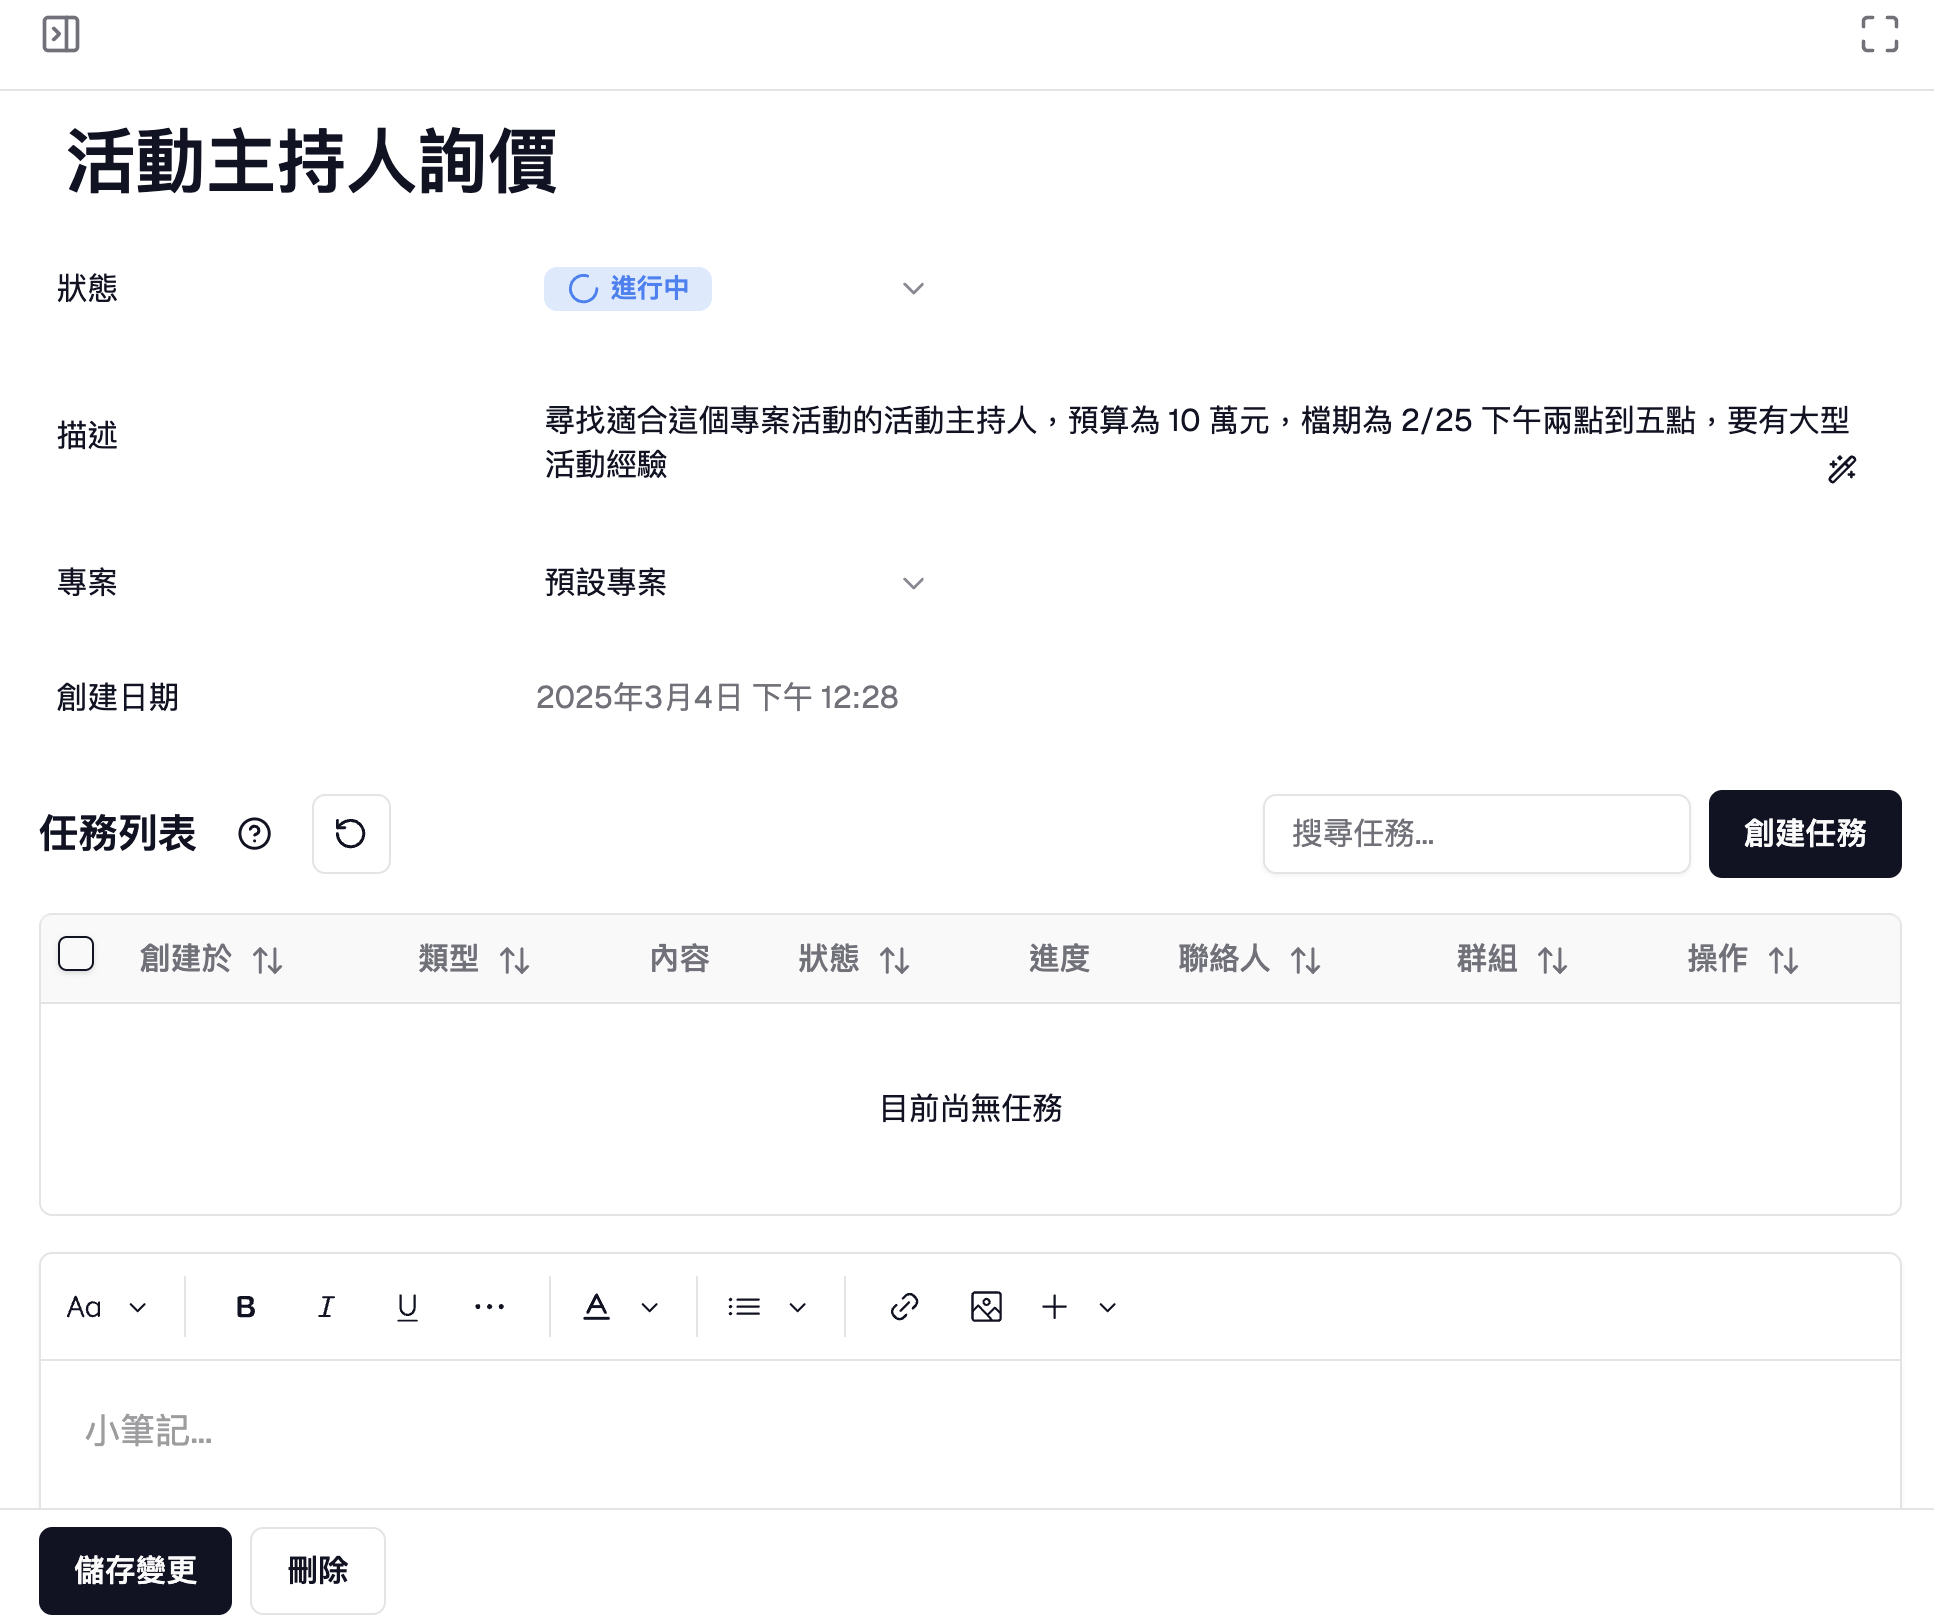 活動主持人詢價
狀態
進行中
描述
尋找適合這個專案活動的活動主持人，預算為 10 萬元，檔期為 2/25 下午兩點到五點，要有大型
活動經驗
專案
預設專案
創建日期
2025年3月4日 下午 12:28
任務列表
搜尋任務...
創建任務
創建於 類型 內容 狀態 進度 聯絡人 群組 操作
目前尚無任務
Aa B I U A
小筆記...
儲存變更 刪除